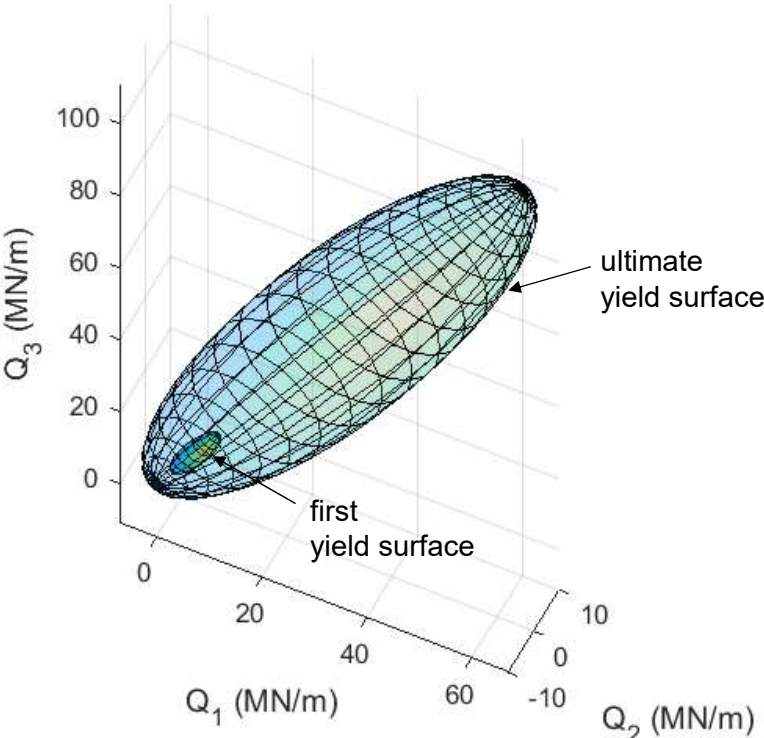 100
80
60
40
20
0
Q3 (MN/m)
ultimate
yield surface
first
yield surface
0
20
40
60
Q1 (MN/m)
-10
0
10
Q2 (MN/m)